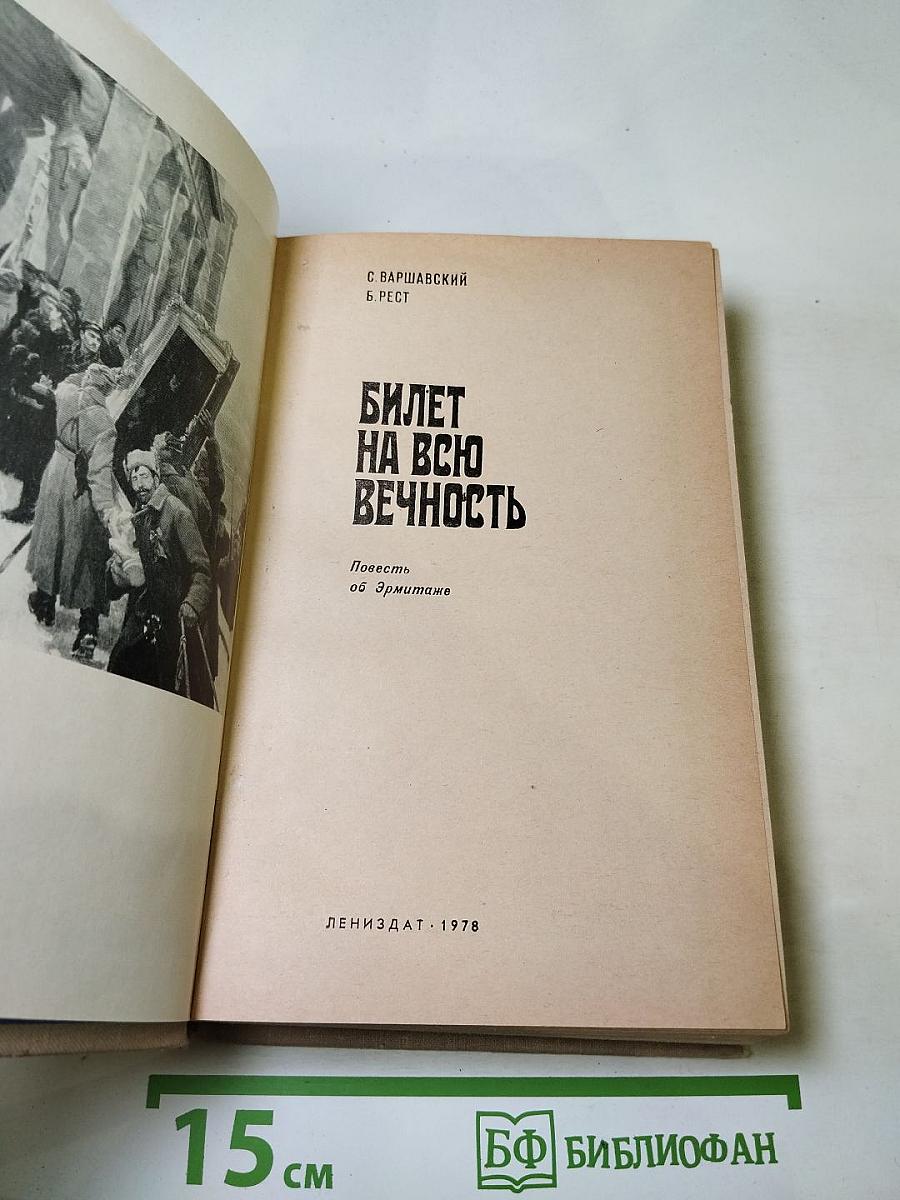 С. ВАРШАВСКИЙ
Б. РЕСТ
БИЛЕТ
НА ВСЮ
ВЕЧНОСТЬ
Повесть
об Эрмитаже
ЛЕНИЗДАТ · 1978
15 см
БФ БИБЛИОФАН